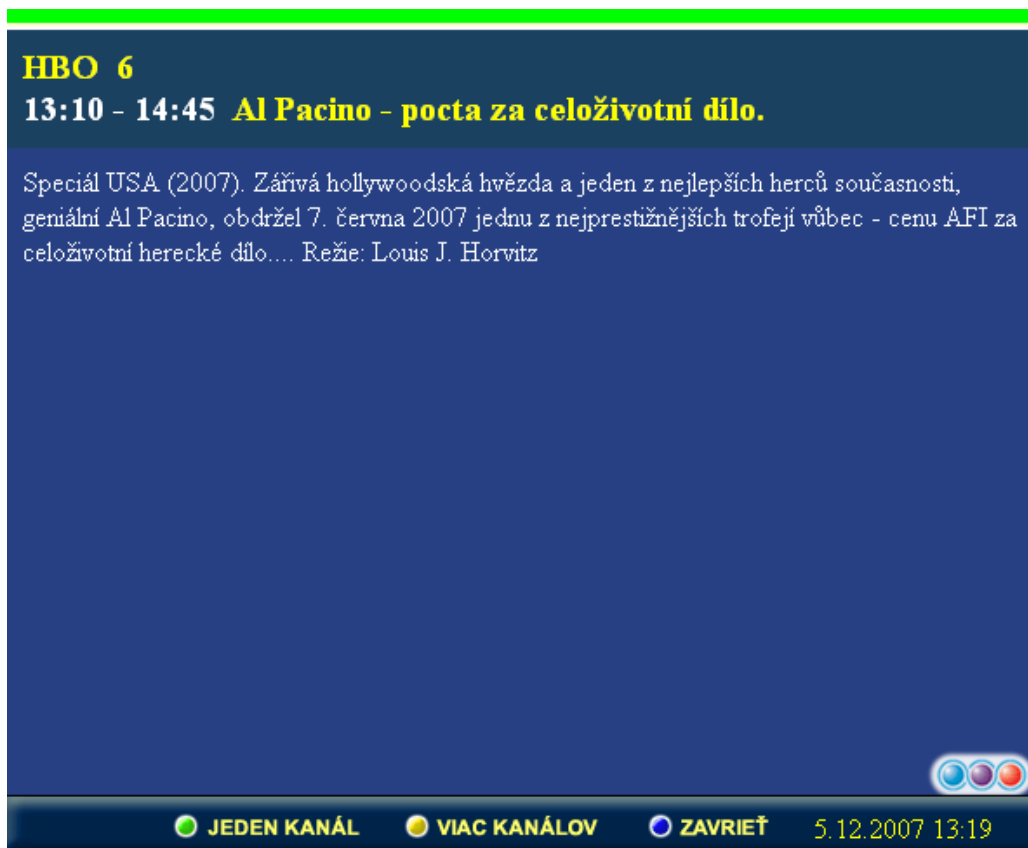 HBO 6
13:10 - 14:45 Al Pacino - pocta za celoživotní dílo.
Speciál USA (2007). Zářivá hollywoodská hvězda a jeden z nejlepších herců současnosti,
geniální Al Pacino, obdržel 7. června 2007 jednu z nejprestižnějších trofejí vůbec - cenu AFI za
celoživotní herecké dílo.... Režie: Louis J. Horvitz
JEDEN KANÁL VIAC KANÁLOV ZAVRIEŤ 5.12.2007 13:19